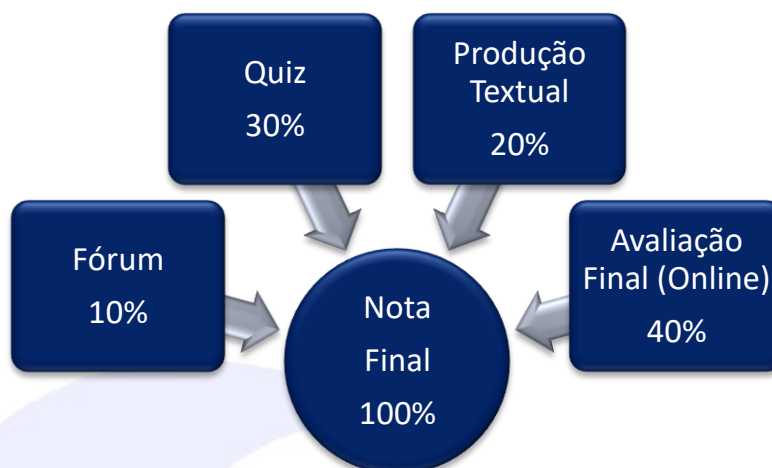 Fórum
10%
Quiz
30%
Produção
Textual
20%
Avaliação
Final (Online)
40%
Nota
Final
100%